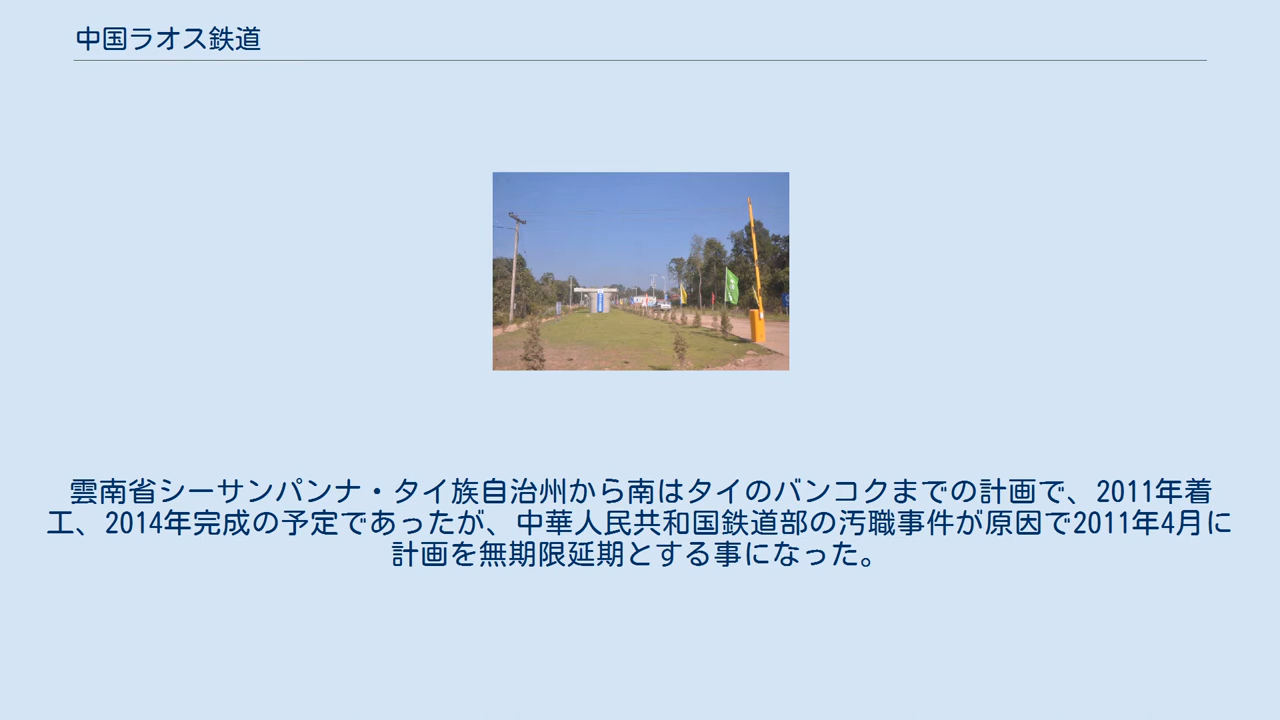 中国ラオス鉄道
雲南省シーサンパンナ・タイ族自治州から南はタイのバンコクまでの計画で、2011年着
工、2014年完成の予定であったが、中華人民共和国鉄道部の汚職事件が原因で2011年4月に
計画を無期限延期とする事になった。